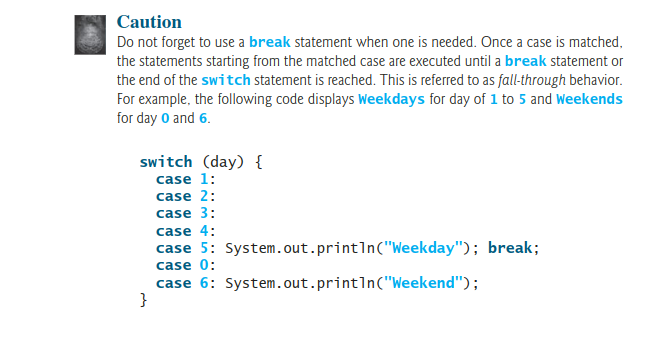 Caution
Do not forget to use a break statement when one is needed. Once a case is matched,
the statements starting from the matched case are executed until a break statement or
the end of the switch statement is reached. This is referred to as fall-through behavior.
For example, the following code displays Weekdays for day of 1 to 5 and Weekends
for day 0 and 6.
switch (day) {
  case 1:
  case 2:
  case 3:
  case 4:
  case 5: System.out.println("Weekday"); break;
  case 0:
  case 6: System.out.println("Weekend");
}